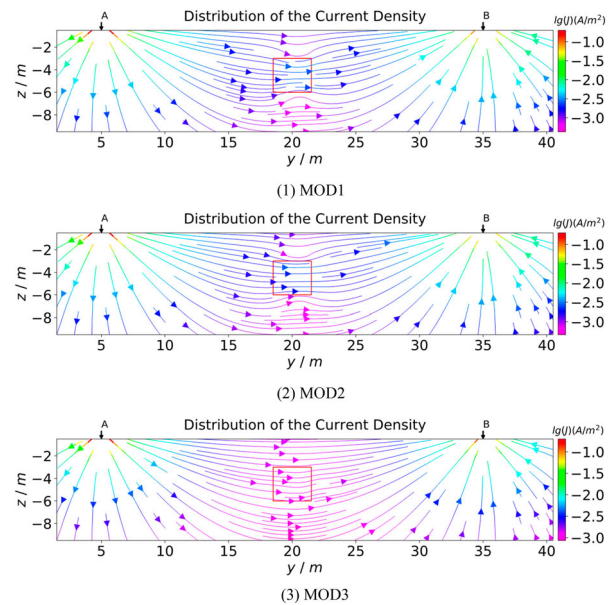 Distribution of the Current Density
lg(J)(A/m²)
A
B
−2
−4
−6
−8
z / m
−1.0
−1.5
−2.0
−2.5
−3.0
5
10
15
20
25
30
35
40
y / m
(1) MOD1
Distribution of the Current Density
lg(J)(A/m²)
A
B
−2
−4
−6
−8
z / m
−1.0
−1.5
−2.0
−2.5
−3.0
5
10
15
20
25
30
35
40
y / m
(2) MOD2
Distribution of the Current Density
lg(J)(A/m²)
A
B
−2
−4
−6
−8
z / m
−1.0
−1.5
−2.0
−2.5
−3.0
5
10
15
20
25
30
35
40
y / m
(3) MOD3